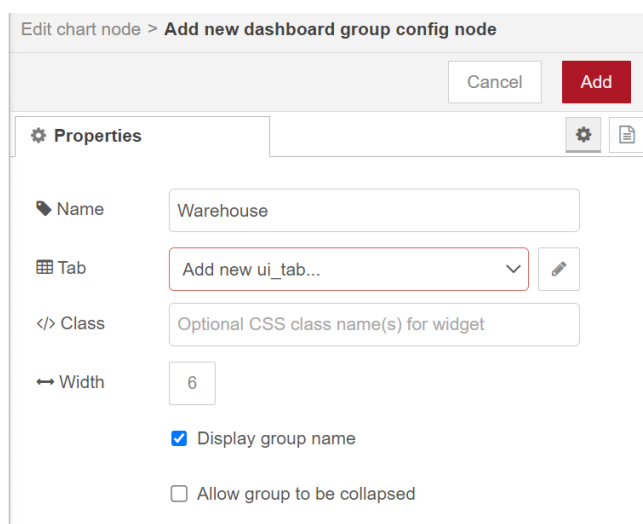 Edit chart node > Add new dashboard group config node
Cancel
Add
Properties
Name
Warehouse
Tab
Add new ui_tab...
</> Class
Optional CSS class name(s) for widget
Width
6
Display group name
Allow group to be collapsed